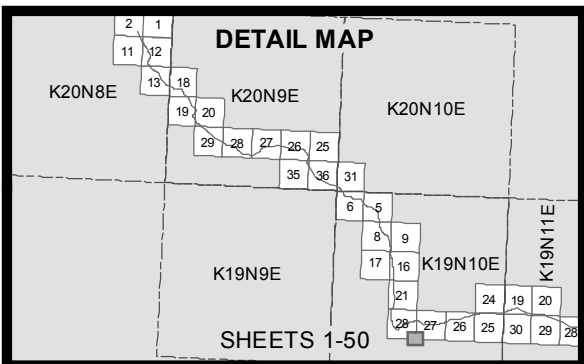 2 1
DETAIL MAP
11 12
K20N8E
13 18
K20N9E
K20N10E
19 20
29 28 27 26 25
35 36 31
6 5
8 9
K19N11E
17 16
K19N9E
K19N10E
21
24 19 20
28 27 26 25 30 29 28
SHEETS 1-50